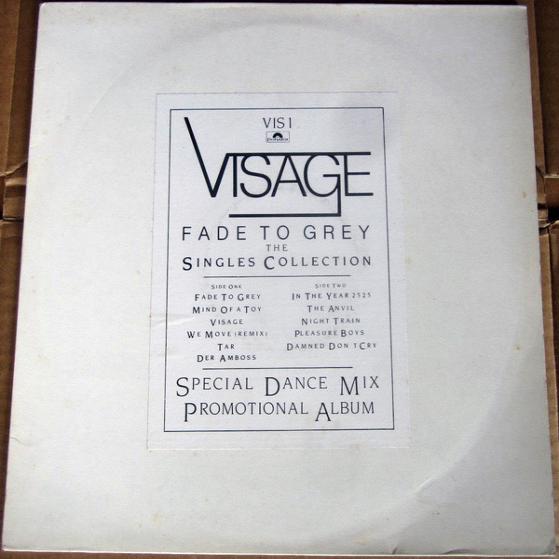 VIS 1
polydor
VISAGE
FADE TO GREY
THE
SINGLES COLLECTION
SIDE ONE
FADE TO GREY
MIND OF A TOY
VISAGE
WE MOVE (REMIX)
TAR
DER AMBOSS
SIDE TWO
IN THE YEAR 2525
THE ANVIL
NIGHT TRAIN
PLEASURE BOYS
DAMNED DON'T CRY
SPECIAL DANCE MIX
PROMOTIONAL ALBUM